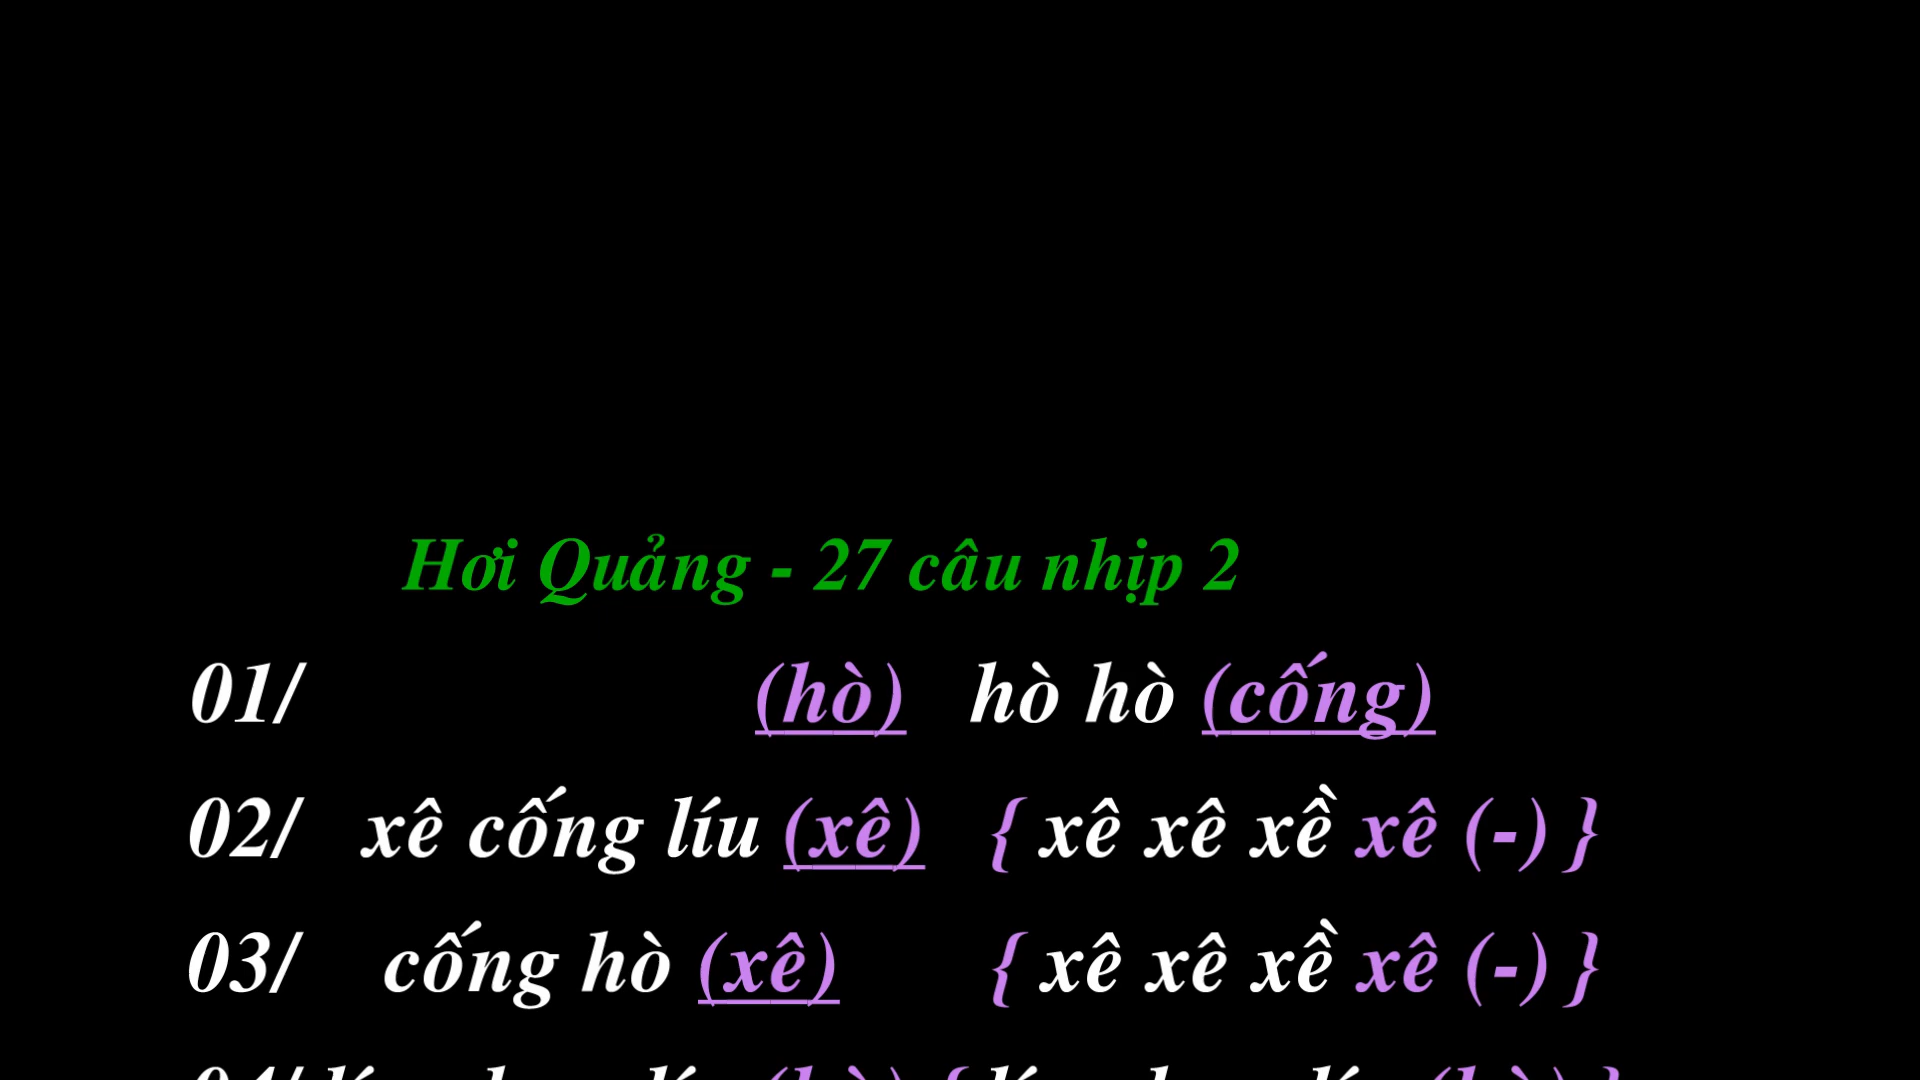 Hơi Quảng - 27 câu nhịp 2
01/ (hò) hò hò (cống)
02/ xê cống líu (xê) { xê xê xề xê (-) }
03/ cống hò (xê) { xê xê xề xê (-) }
04/